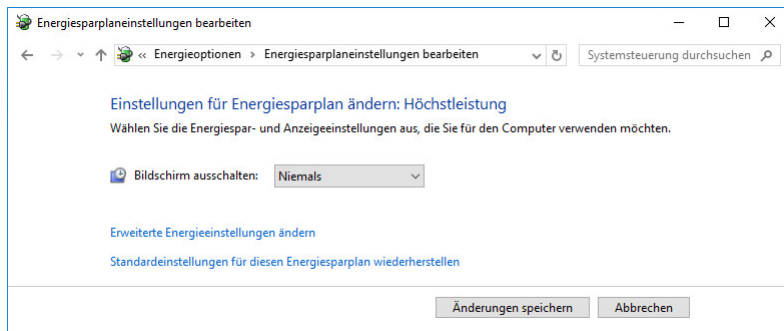 Energiesparplaneinstellungen bearbeiten
« Energieoptionen > Energiesparplaneinstellungen bearbeiten
Systemsteuerung durchsuchen
Einstellungen für Energiesparplan ändern: Höchstleistung
Wählen Sie die Energiespar- und Anzeigeeinstellungen aus, die Sie für den Computer verwenden möchten.
Bildschirm ausschalten: Niemals
Erweiterte Energieeinstellungen ändern
Standardeinstellungen für diesen Energiesparplan wiederherstellen
Änderungen speichern Abbrechen